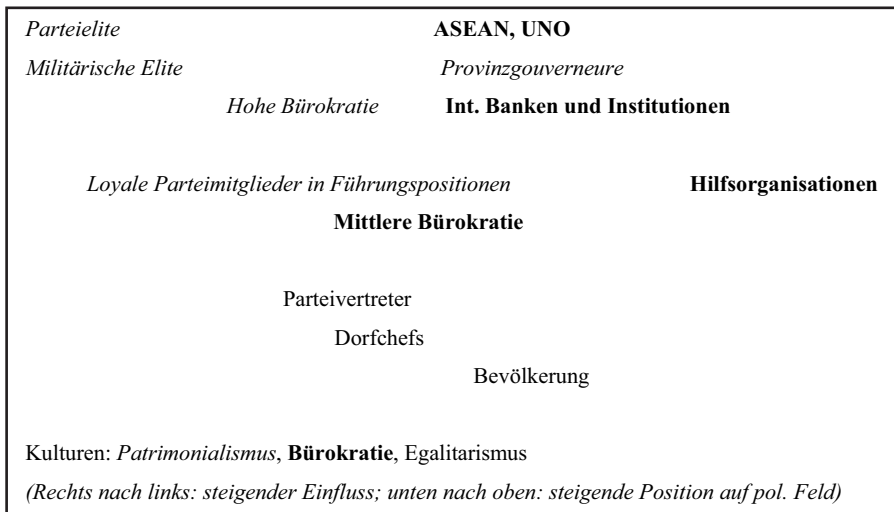 Parteielite ASEAN, UNO
Militärische Elite Provinzgouverneure
Hohe Bürokratie Int. Banken und Institutionen
Loyale Parteimitglieder in Führungspositionen Hilfsorganisationen
Mittlere Bürokratie
Parteivertreter
Dorfchefs
Bevölkerung
Kulturen: Patrimonialismus, Bürokratie, Egalitarismus
(Rechts nach links: steigender Einfluss; unten nach oben: steigende Position auf pol. Feld)